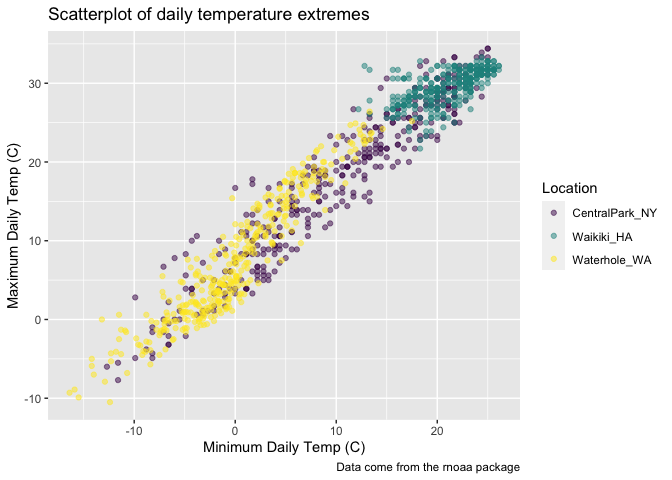 Scatterplot of daily temperature extremes
Maximum Daily Temp (C)
30
20
10
0
-10
-10
0
10
20
Minimum Daily Temp (C)
Location
CentralPark_NY
Waikiki_HA
Waterhole_WA
Data come from the rnoaa package